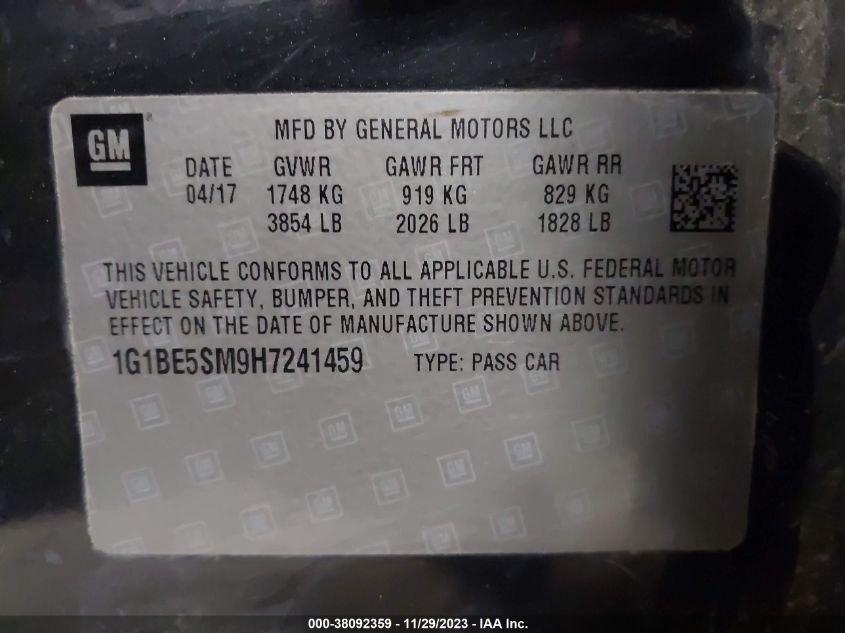 GM ®
MFD BY GENERAL MOTORS LLC
DATE GVWR GAWR FRT GAWR RR
04/17 1748 KG 919 KG 829 KG
3854 LB 2026 LB 1828 LB
THIS VEHICLE CONFORMS TO ALL APPLICABLE U.S. FEDERAL MOTOR
VEHICLE SAFETY, BUMPER, AND THEFT PREVENTION STANDARDS IN
EFFECT ON THE DATE OF MANUFACTURE SHOWN ABOVE.
1G1BE5SM9H7241459 TYPE: PASS CAR
000-38092359 - 11/29/2023 - IAA Inc.